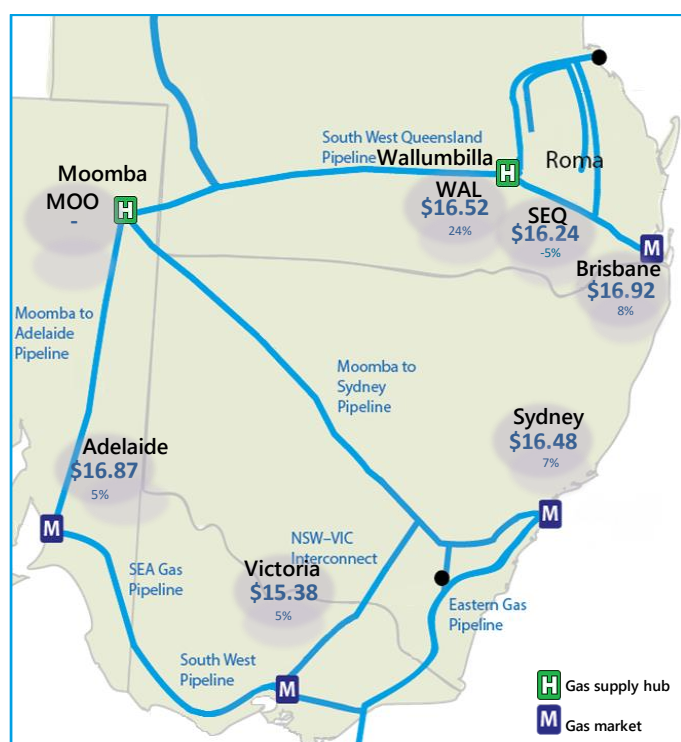 South West Queensland
Pipeline
Wallumbilla
H
Roma
WAL
$16.52
24%
SEQ
$16.24
-5%
M
Brisbane
$16.92
8%
Moomba
MOO
-
H
Moomba to
Adelaide
Pipeline
Moomba to
Sydney
Pipeline
Sydney
$16.48
7%
M
Adelaide
$16.87
5%
M
NSW–VIC
Interconnect
SEA Gas
Pipeline
Victoria
$15.38
5%
Eastern Gas
Pipeline
South West
Pipeline
M
H Gas supply hub
M Gas market